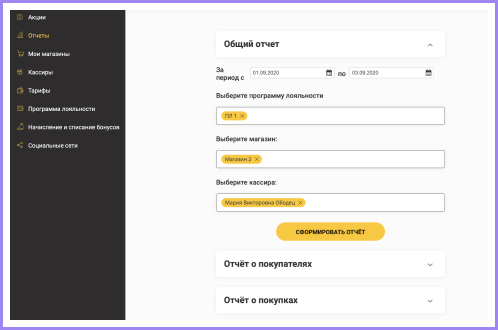 Акции
Отчеты
Мои магазины
Кассиры
Тарифы
Программа лояльности
Начисление и списание бонусов
Социальные сети
Общий отчет
За
период с
01.09.2020
по
03.09.2020
Выберите программу лояльности
ПЛ 1 ×
Выберите магазин:
Магазин 2 ×
Выберите кассира:
Мария Викторовна Ободец ×
СФОРМИРОВАТЬ ОТЧЁТ
Отчёт о покупателях
Отчёт о покупках